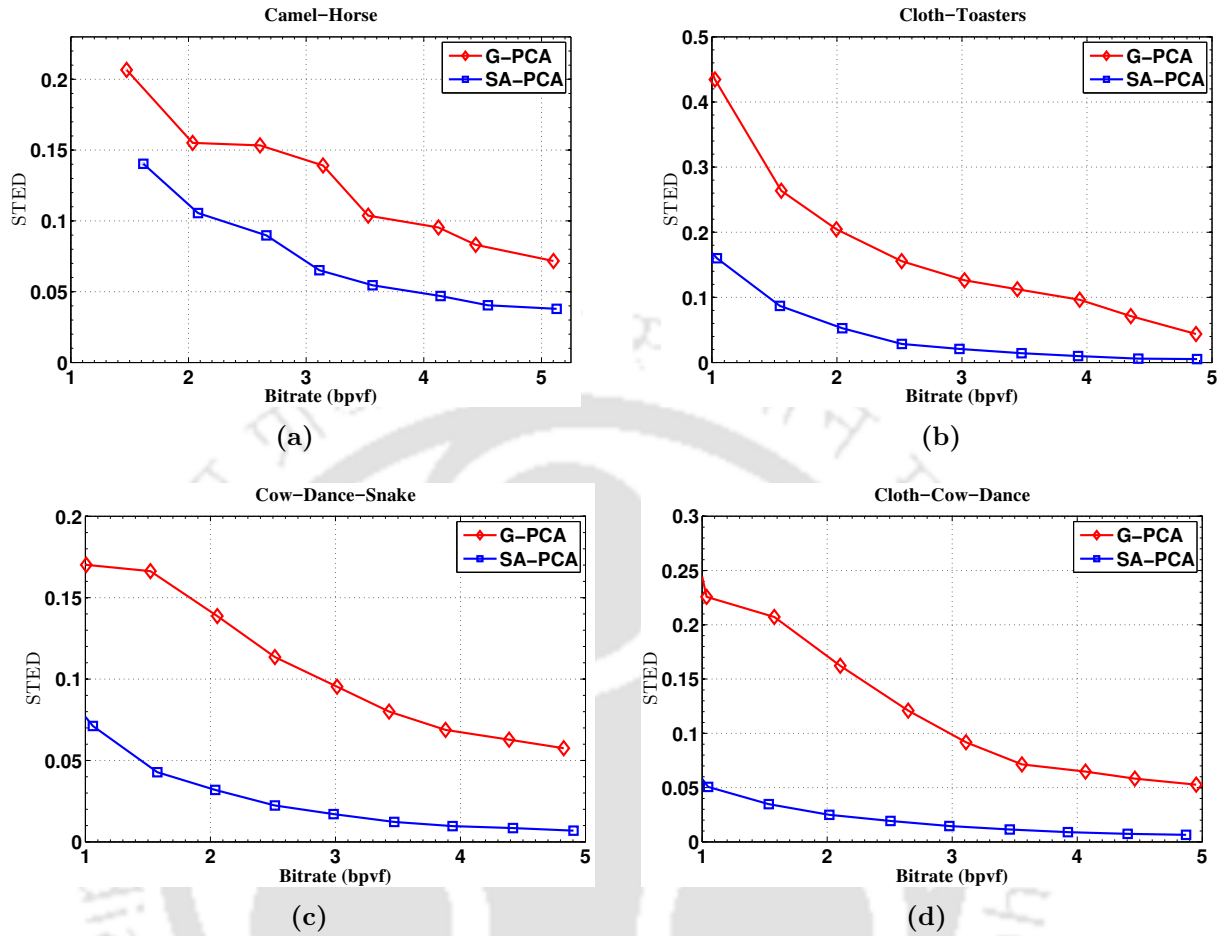 Camel−Horse
G−PCA
SA−PCA
0.2
0.15
0.1
0.05
0
STED
1 2 3 4 5
Bitrate (bpvf)
(a)
Cloth−Toasters
G−PCA
SA−PCA
0.5
0.4
0.3
0.2
0.1
0
STED
1 2 3 4 5
Bitrate (bpvf)
(b)
Cow−Dance−Snake
G−PCA
SA−PCA
0.2
0.15
0.1
0.05
0
STED
1 2 3 4 5
Bitrate (bpvf)
(c)
Cloth−Cow−Dance
G−PCA
SA−PCA
0.3
0.25
0.2
0.15
0.1
0.05
0
STED
1 2 3 4 5
Bitrate (bpvf)
(d)